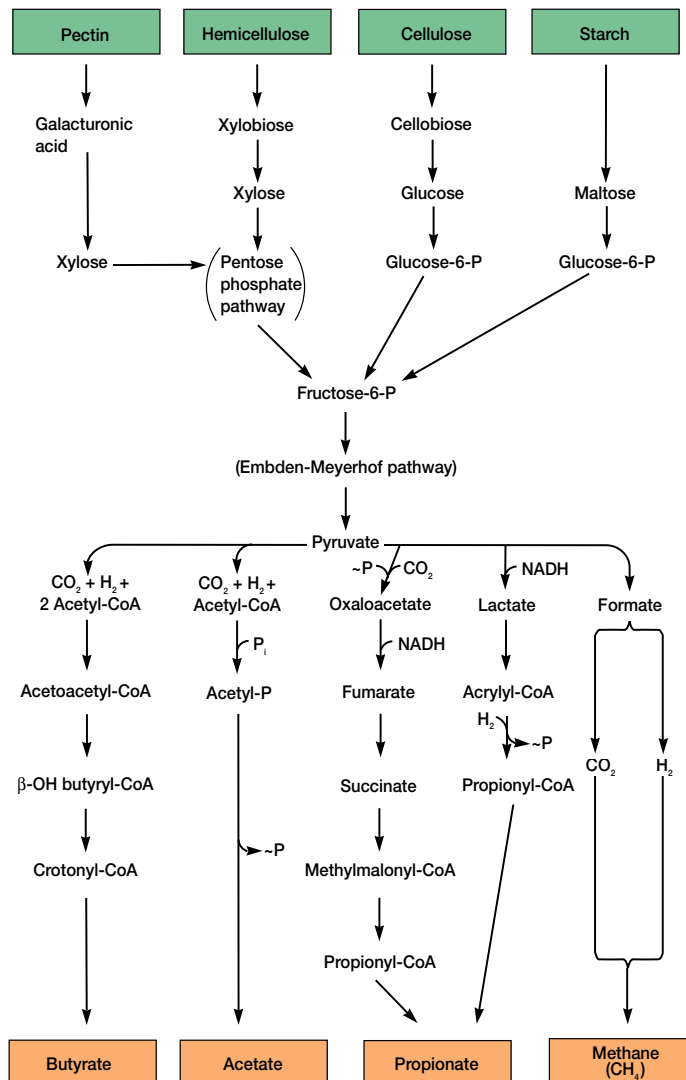 Pectin
Hemicellulose
Cellulose
Starch
Galacturonic
acid
Xylobiose
Cellobiose
Xylose
Glucose
Maltose
Xylose
(Pentose
phosphate
pathway)
Glucose-6-P
Glucose-6-P
Fructose-6-P
(Embden-Meyerhof pathway)
Pyruvate
CO₂ + H₂ +
2 Acetyl-CoA
CO₂ + H₂ +
Acetyl-CoA
~P
CO₂
Oxaloacetate
NADH
Lactate
Formate
Pᵢ
NADH
Acetoacetyl-CoA
Acetyl-P
Fumarate
Acrylyl-CoA
H₂
~P
β-OH butyryl-CoA
Succinate
Propionyl-CoA
CO₂
H₂
Crotonyl-CoA
~P
Methylmalonyl-CoA
Propionyl-CoA
Butyrate
Acetate
Propionate
Methane
(CH₄)